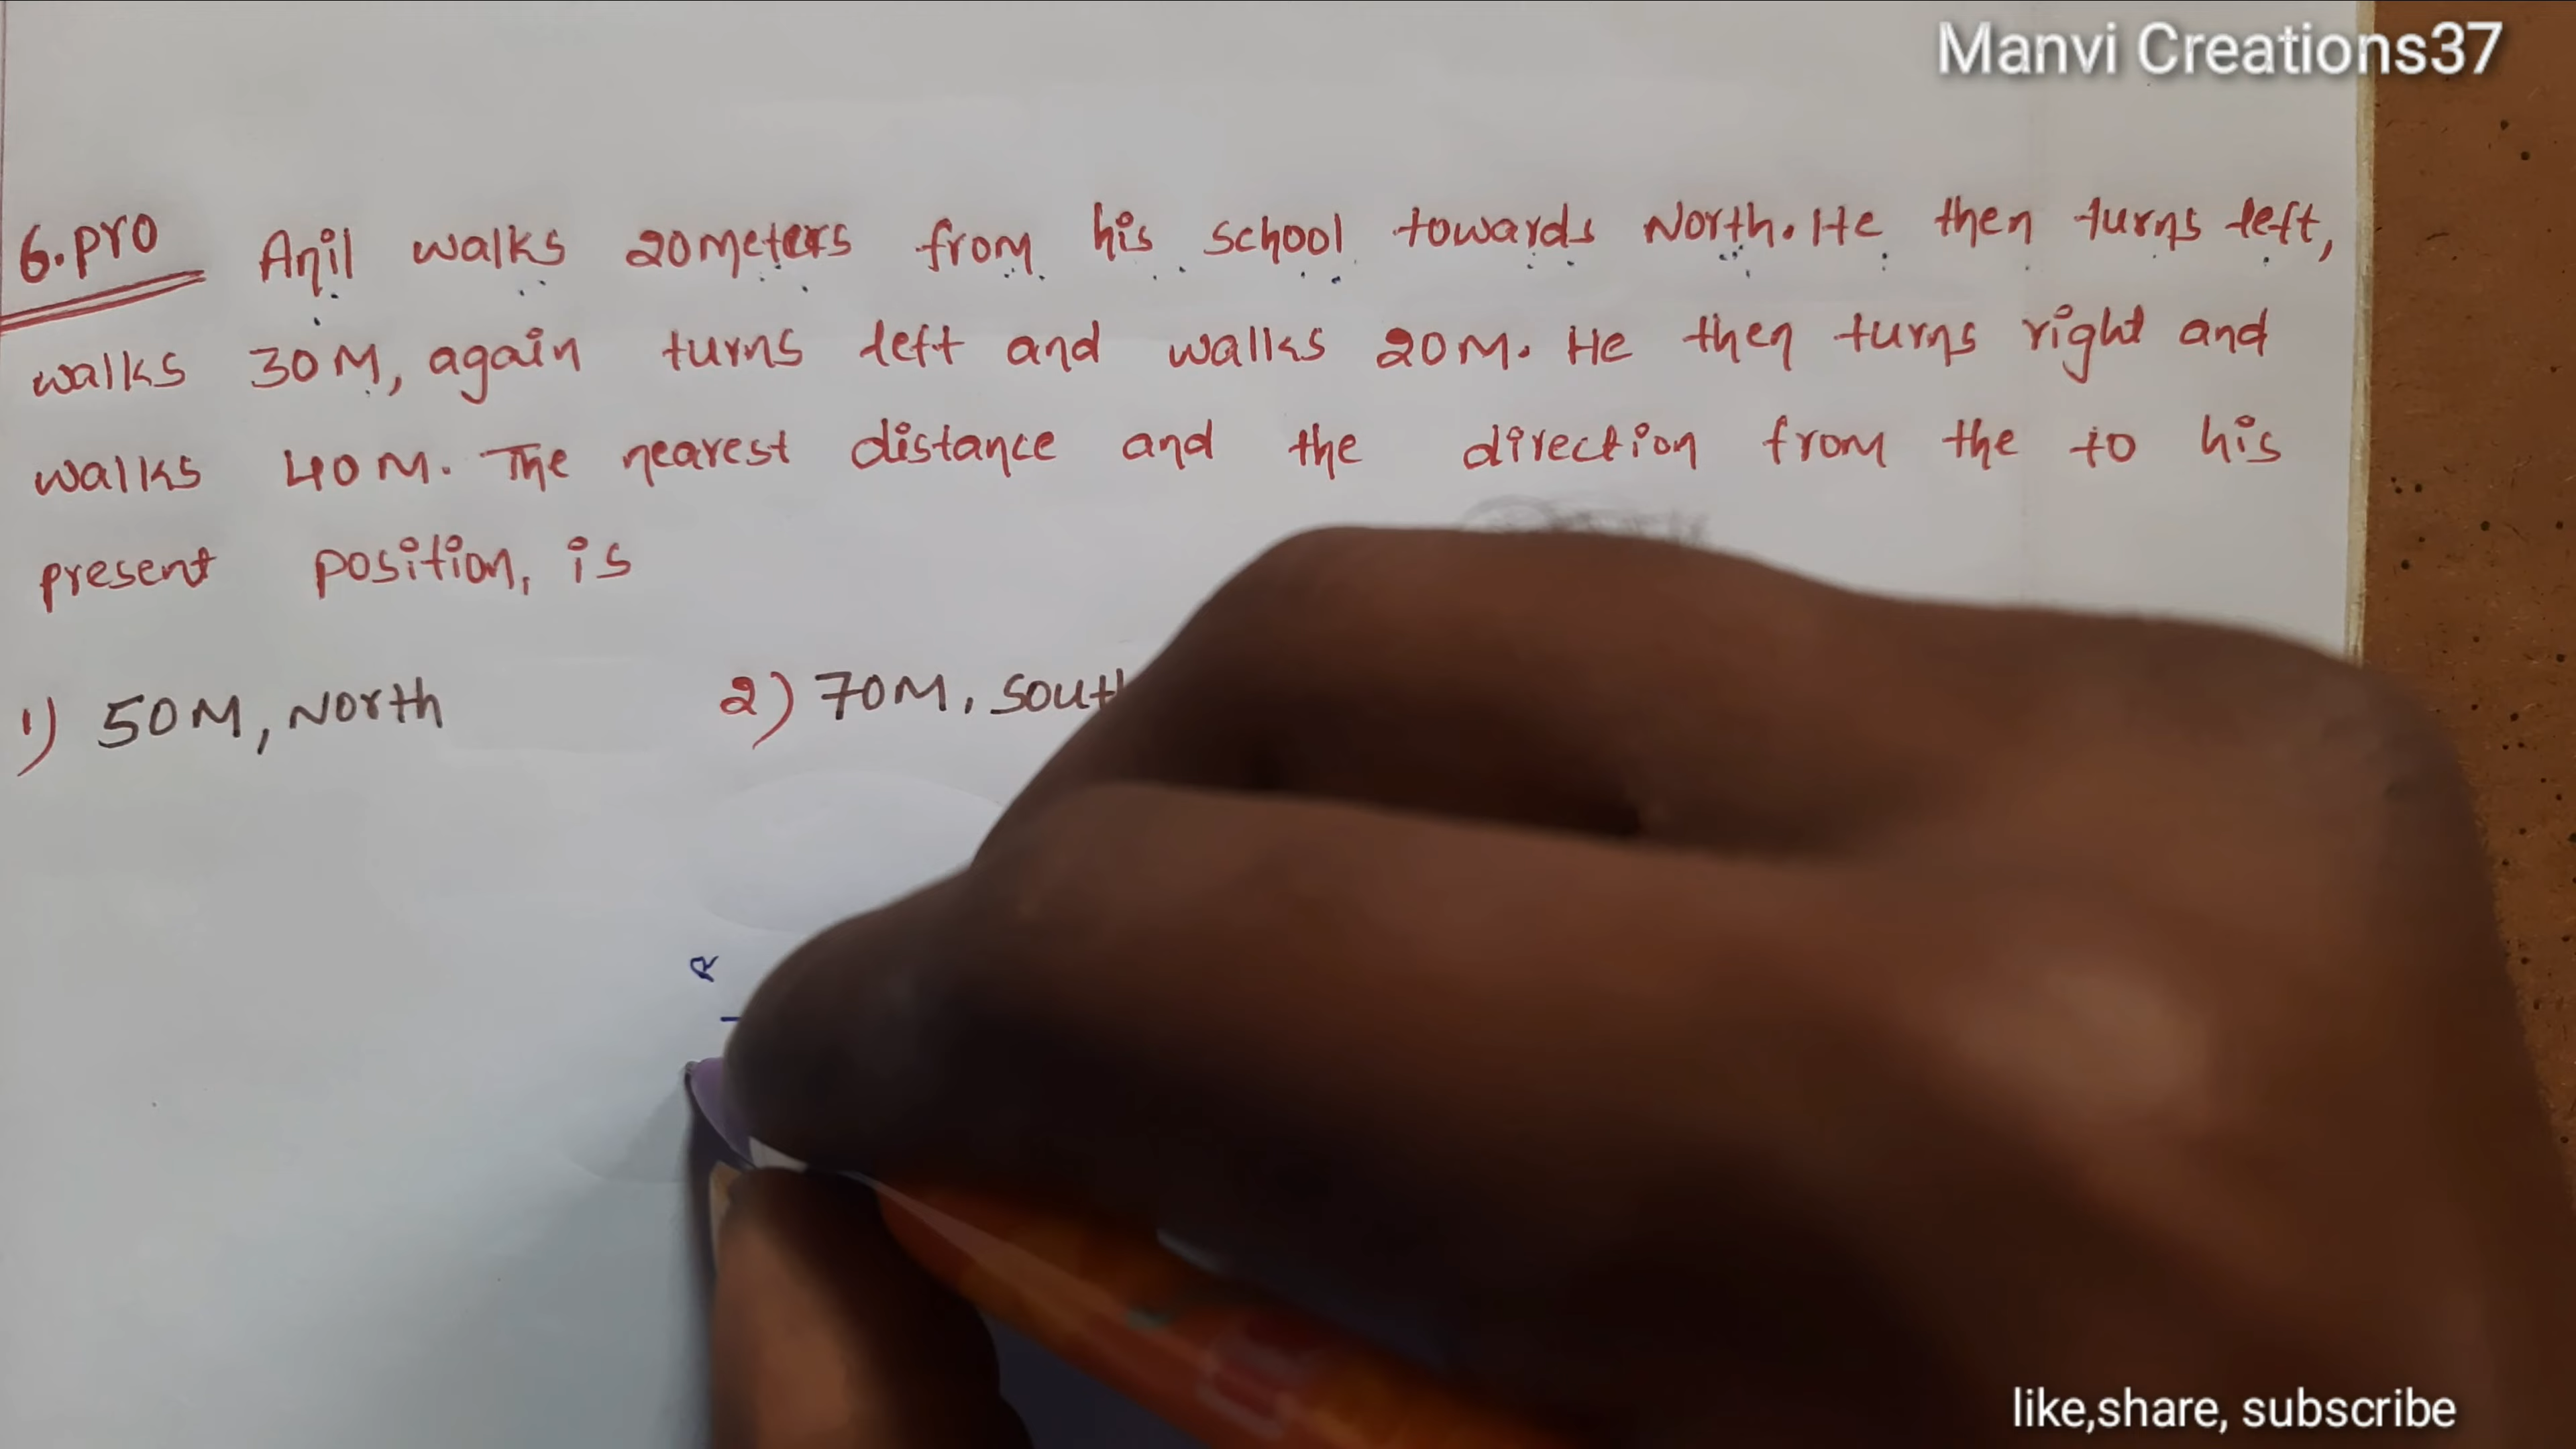 Manvi Creations37
6.pro Anil walks 20meters from his school towards North. He then turns left,
walks 30M, again turns left and walks 20M. He then turns right and
walks 40M. The nearest distance and the direction from the to his
present position, is
1) 50M, North 2) 70M,
like,share, subscribe